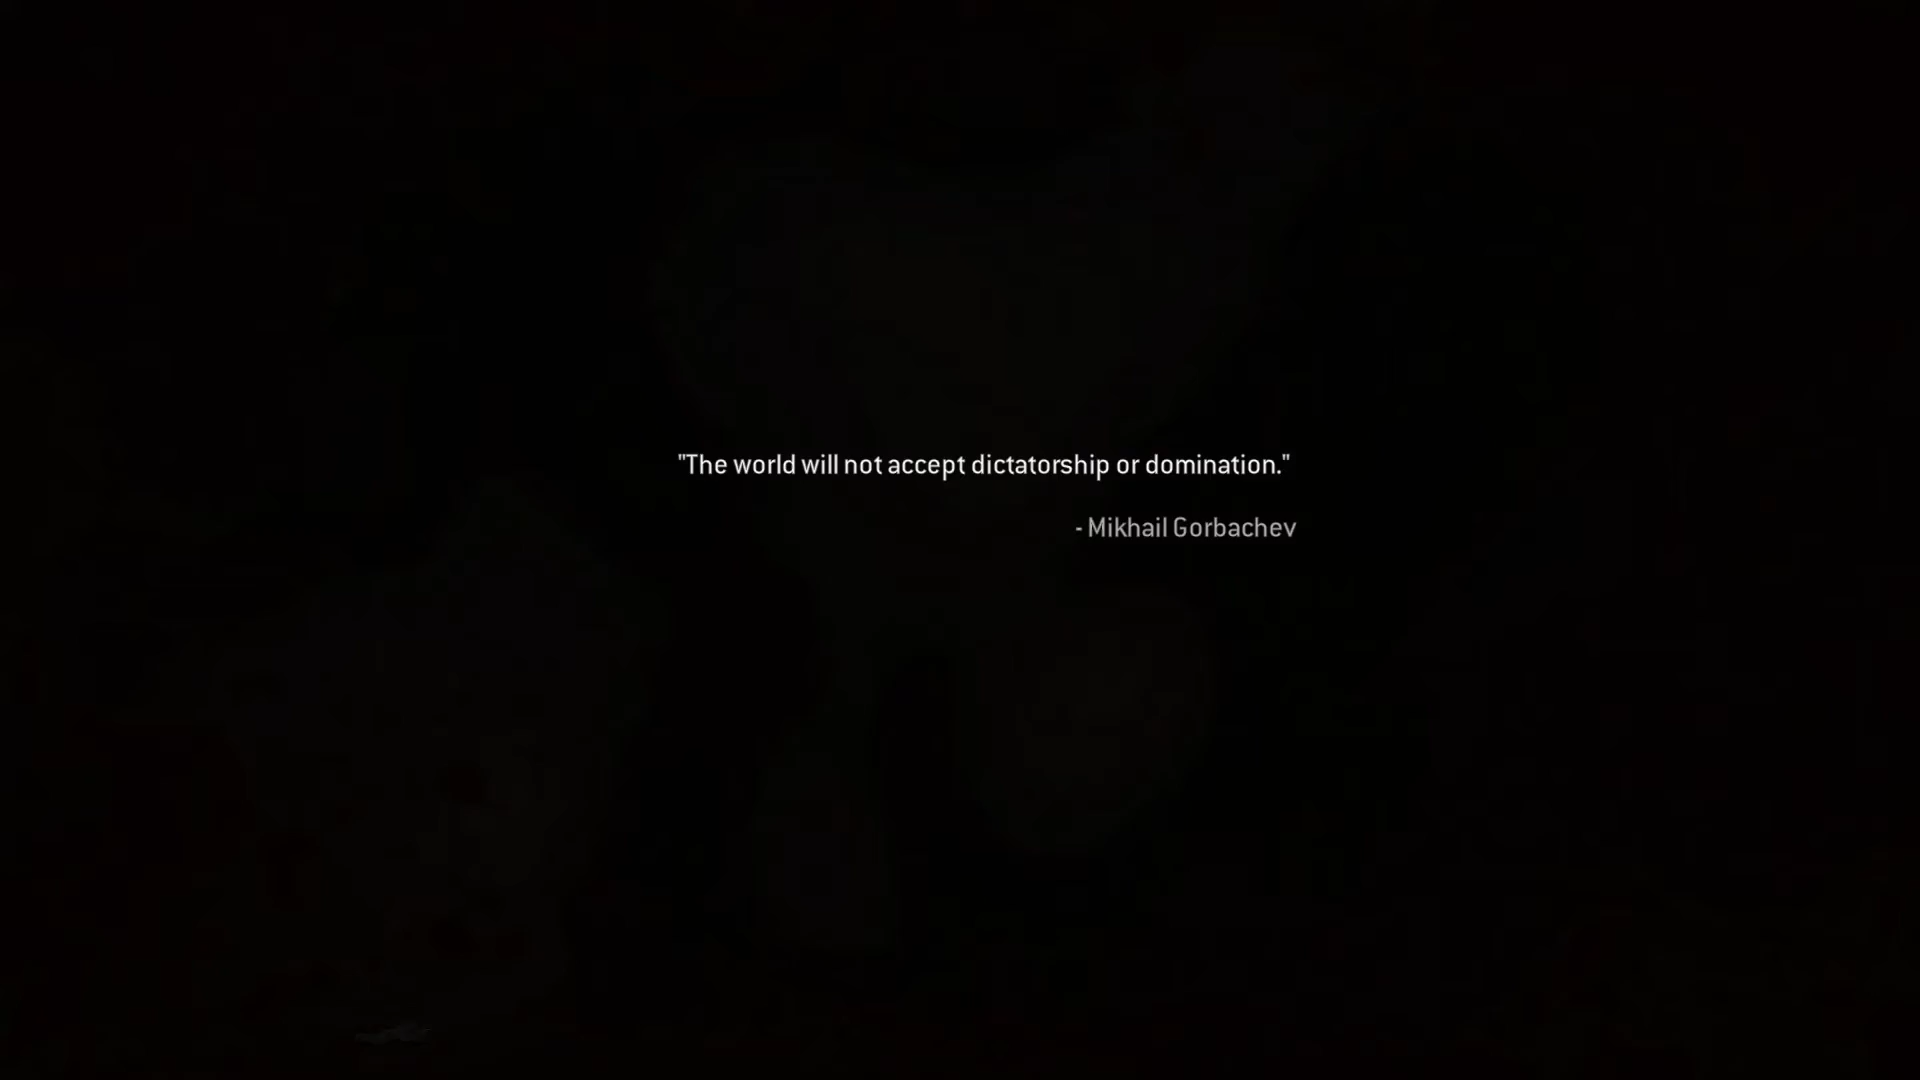 "The world will not accept dictatorship or domination."
- Mikhail Gorbachev